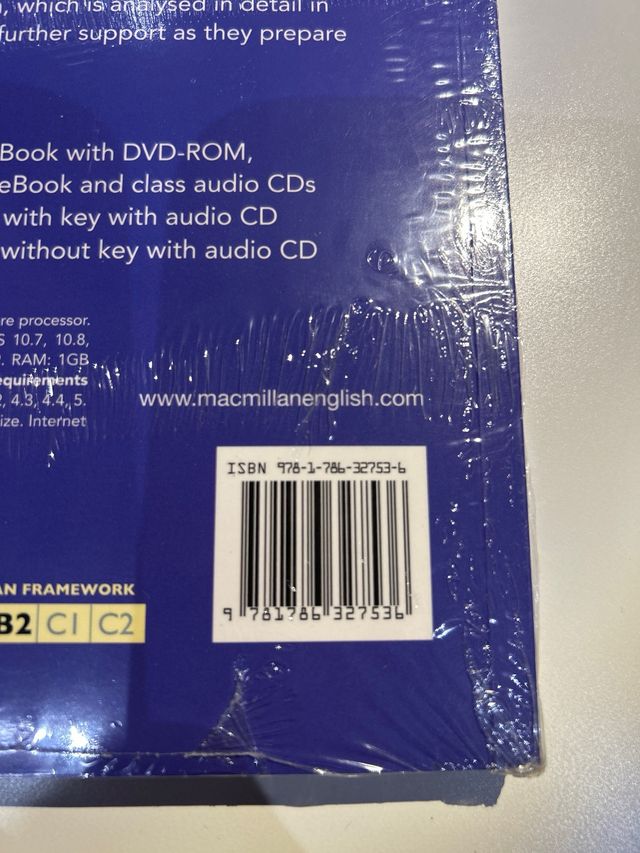 , which is analysed in detail in
further support as they prepare
Book with DVD-ROM,
eBook and class audio CDs
with key with audio CD
without key with audio CD
re processor.
S 10.7, 10.8,
RAM: 1GB
equirements
2, 4.3, 4.4, 5.
ize. Internet
www.macmillanenglish.com
ISBN 978-1-786-32753-6
9 781786 327536
AN FRAMEWORK
B2 C1 C2